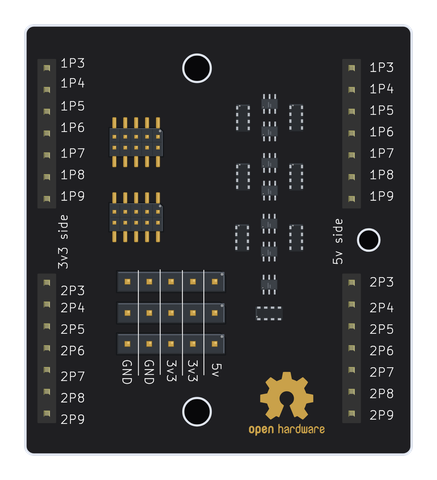 1P3
1P4
1P5
1P6
1P7
1P8
1P9
3v3 side
2P3
2P4
2P5
2P6
2P7
2P8
2P9
GND
GND
3v3
3v3
5v
1P3
1P4
1P5
1P6
1P7
1P8
1P9
5v side
2P3
2P4
2P5
2P6
2P7
2P8
2P9
open hardware